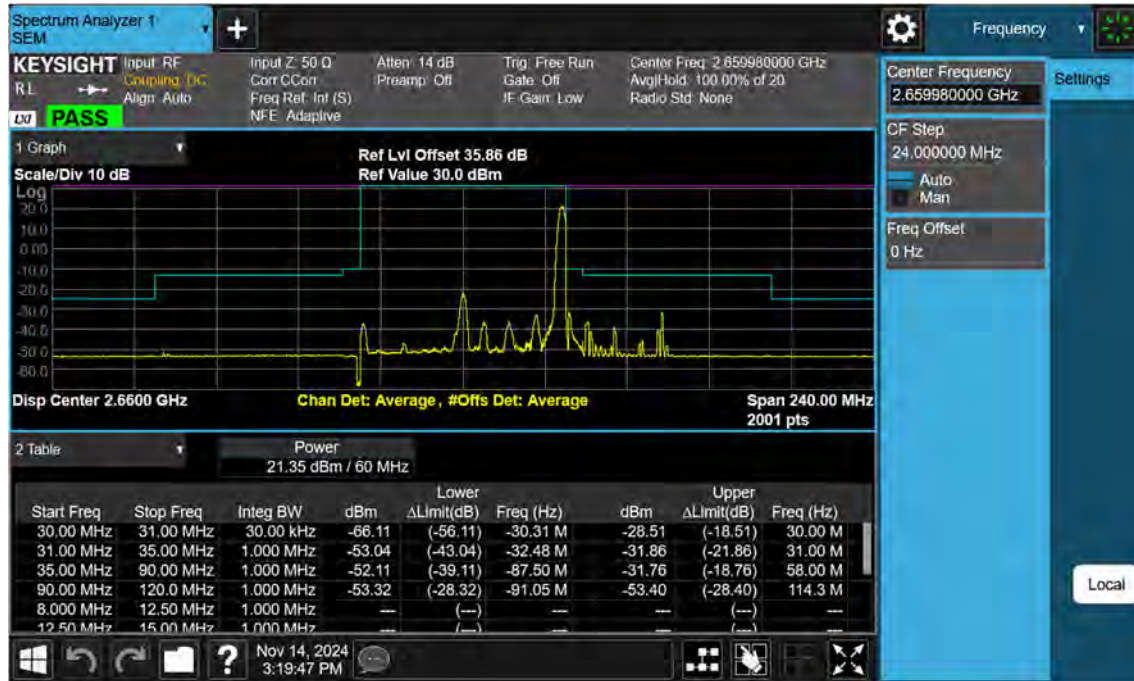 Spectrum Analyzer 1
SEM
+
Frequency
KEYSIGHT
RL
LXI PASS
Input: RF
Coupling: DC
Align: Auto
Input Z: 50 Ω
Corr CCorr
Freq Ref: Int (S)
NFE: Adaptive
Atten: 14 dB
Preamp: Off
Trig: Free Run
Gate: Off
IF Gain: Low
Center Freq: 2.659980000 GHz
Avg|Hold: 100.00% of 20
Radio Std: None
Center Frequency
2.659980000 GHz
Settings
CF Step
24.000000 MHz
Auto
Man
Freq Offset
0 Hz
Local
1 Graph
Scale/Div 10 dB
Ref Lvl Offset 35.86 dB
Ref Value 30.0 dBm
Log
20.0
10.0
0.00
-10.0
-20.0
-30.0
-40.0
-50.0
-60.0
Disp Center 2.6600 GHz
Chan Det: Average, #Offs Det: Average
Span 240.00 MHz
2001 pts
2 Table
Power
21.35 dBm / 60 MHz
Lower Upper
Start Freq Stop Freq Integ BW dBm ΔLimit(dB) Freq (Hz) dBm ΔLimit(dB) Freq (Hz)
30.00 MHz 31.00 MHz 30.00 kHz -66.11 (-56.11) -30.31 M -28.51 (-18.51) 30.00 M
31.00 MHz 35.00 MHz 1.000 MHz -53.04 (-43.04) -32.48 M -31.86 (-21.86) 31.00 M
35.00 MHz 90.00 MHz 1.000 MHz -52.11 (-39.11) -87.50 M -31.76 (-18.76) 58.00 M
90.00 MHz 120.0 MHz 1.000 MHz -53.32 (-28.32) -91.05 M -53.40 (-28.40) 114.3 M
8.000 MHz 12.50 MHz 1.000 MHz --- (---) --- (---)
12.50 MHz 15.00 MHz 1.000 MHz --- (---) --- (---)
?
Nov 14, 2024
3:19:47 PM